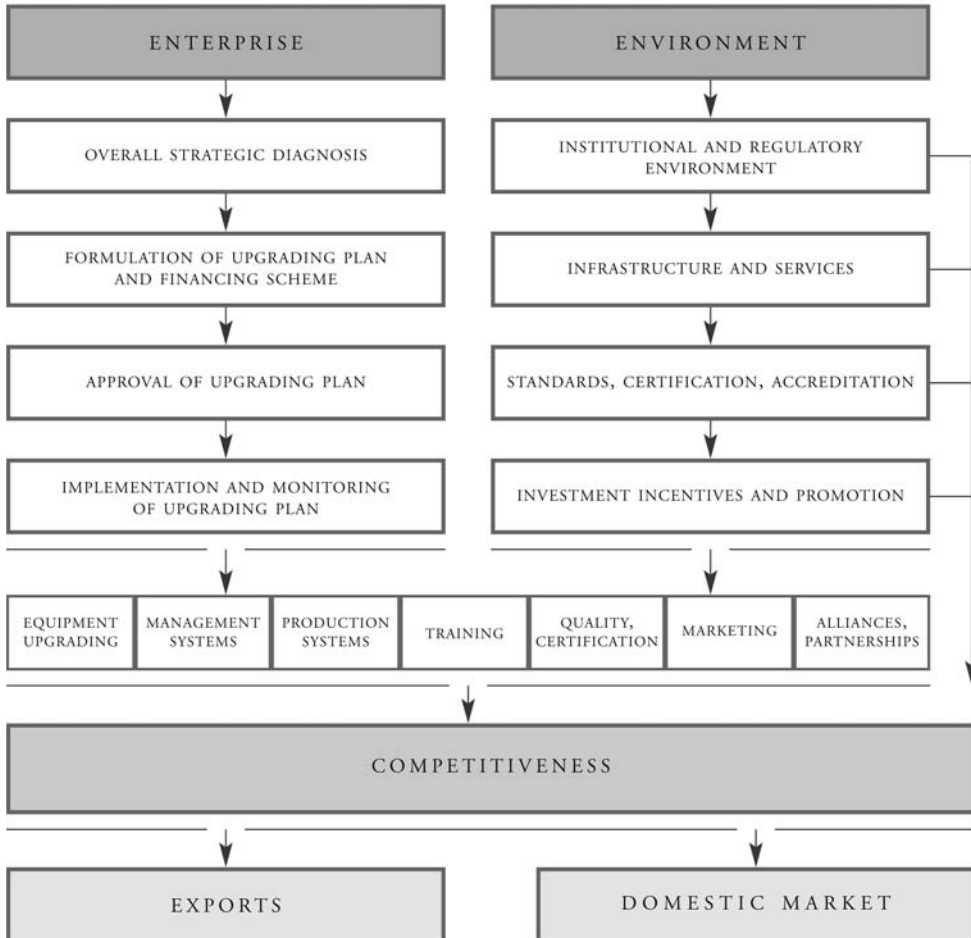 ENTERPRISE
ENVIRONMENT
OVERALL STRATEGIC DIAGNOSIS
INSTITUTIONAL AND REGULATORY
ENVIRONMENT
FORMULATION OF UPGRADING PLAN
AND FINANCING SCHEME
INFRASTRUCTURE AND SERVICES
APPROVAL OF UPGRADING PLAN
STANDARDS, CERTIFICATION, ACCREDITATION
IMPLEMENTATION AND MONITORING
OF UPGRADING PLAN
INVESTMENT INCENTIVES AND PROMOTION
EQUIPMENT
UPGRADING
MANAGEMENT
SYSTEMS
PRODUCTION
SYSTEMS
TRAINING
QUALITY,
CERTIFICATION
MARKETING
ALLIANCES,
PARTNERSHIPS
COMPETITIVENESS
EXPORTS
DOMESTIC MARKET